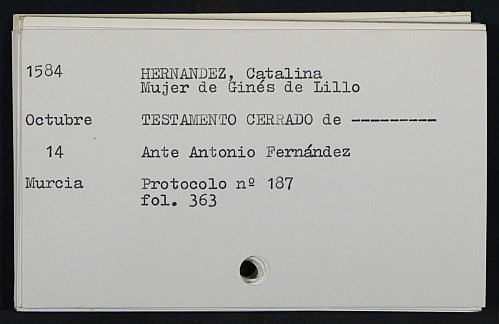 1584 HERNANDEZ, Catalina
Mujer de Ginés de Lillo
Octubre TESTAMENTO CERRADO de ---------
14 Ante Antonio Fernández
Murcia Protocolo nº 187
fol. 363